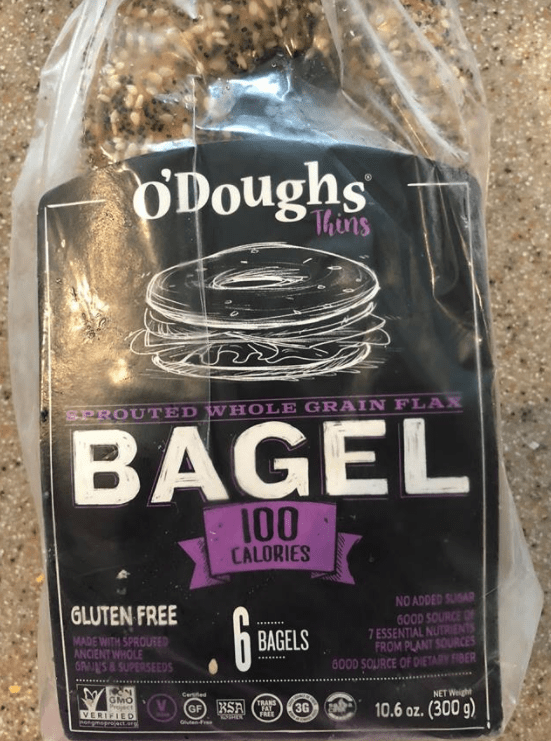 O'Doughs®
Thins
SPROUTED WHOLE GRAIN FLAX
BAGEL
100
CALORIES
GLUTEN FREE
MADE WITH SPROUTED
ANCIENT WHOLE
GRAINS & SUPERSEEDS
6 BAGELS
NO ADDED SUGAR
GOOD SOURCE OF
7 ESSENTIAL NUTRIENTS
FROM PLANT SOURCES
GOOD SOURCE OF DIETARY FIBER
NON
GMO
Project
VERIFIED
nongmoproject.org
V
Certified
GF
Gluten-Free
KSA
KOSHER
TRANS
FAT
FREE
3G
NET Weight
10.6 oz. (300 g)